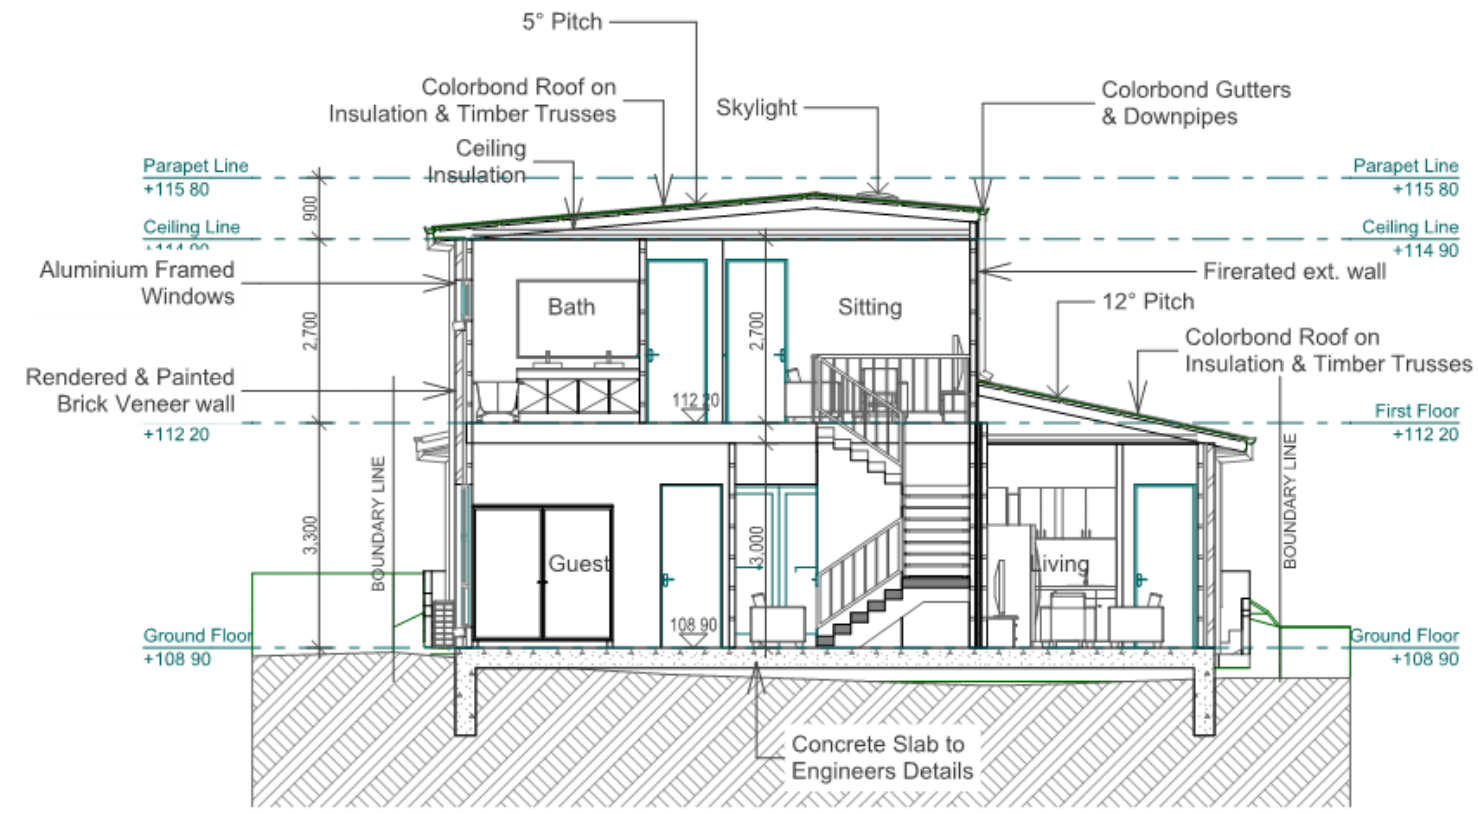 5° Pitch
Colorbond Roof on
Insulation & Timber Trusses
Skylight
Colorbond Gutters
& Downpipes
Ceiling
Insulation
Parapet Line
+115 80
Parapet Line
+115 80
900
Ceiling Line
+114 90
Ceiling Line
+114 90
Aluminium Framed
Windows
Firerated ext. wall
Bath
Sitting
12° Pitch
2,700
2,700
Colorbond Roof on
Insulation & Timber Trusses
Rendered & Painted
Brick Veneer wall
112 20
First Floor
+112 20
+112 20
BOUNDARY LINE
BOUNDARY LINE
3,300
3,000
Guest
Living
108 90
Ground Floor
+108 90
Ground Floor
+108 90
Concrete Slab to
Engineers Details